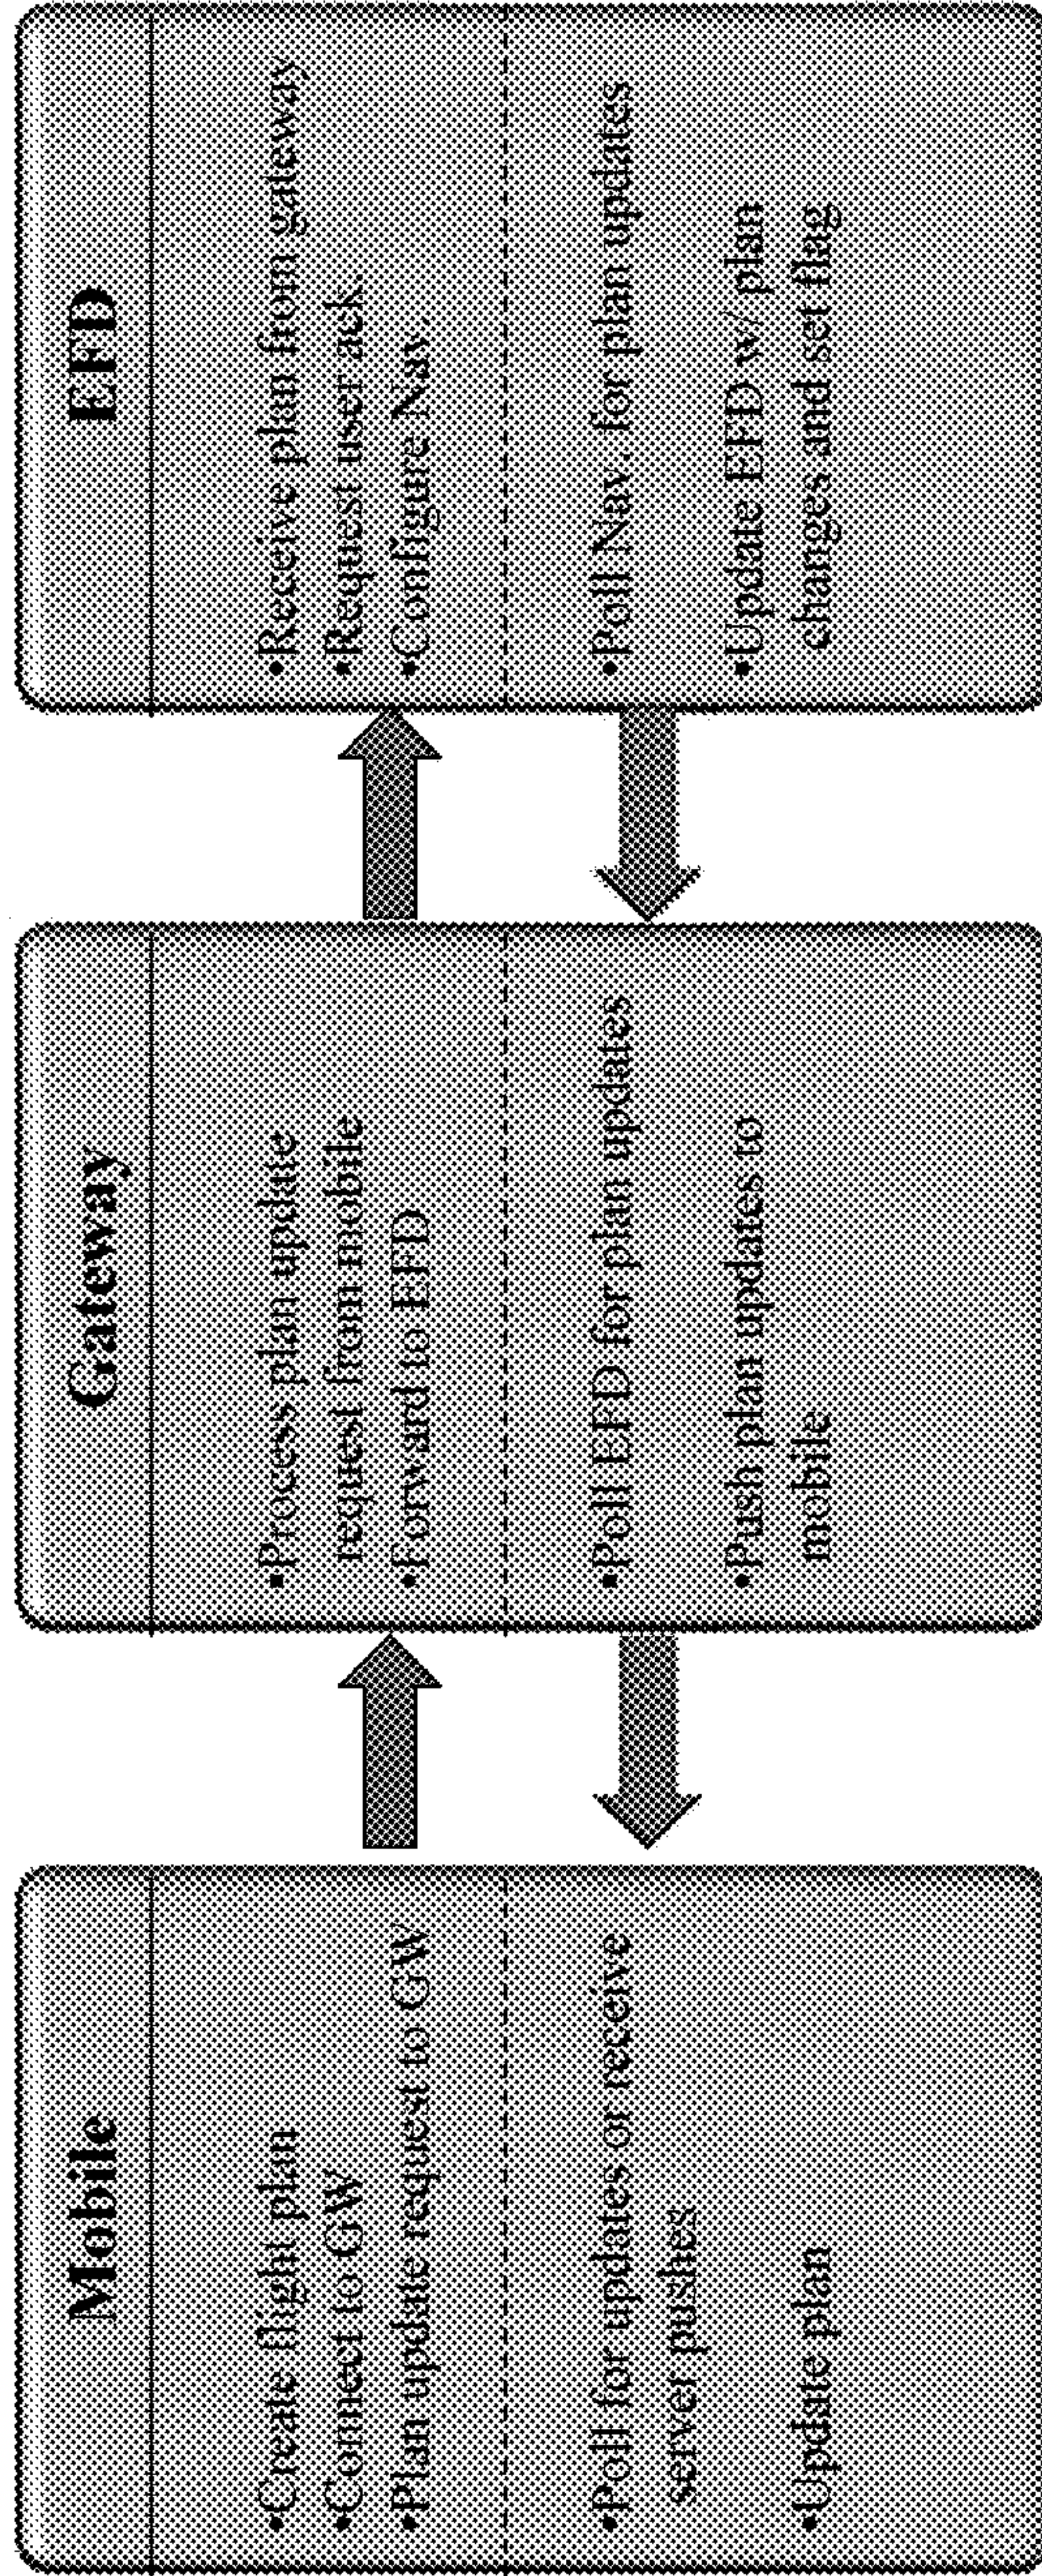 Mobile
•Create flight plan
•Connect to GW
•Plan update request to GW
•Poll for updates or receive
server pushes
•Update plan
Gateway
•Process plan update
request from mobile
•Forward to EFD
•Poll EFD for plan updates
•Push plan updates to
mobile
EFD
•Receive plan from gateway
•Request user ack.
•Configure Nav.
•Poll Nav. for plan updates
•Update EFD w/ plan
changes and set flag